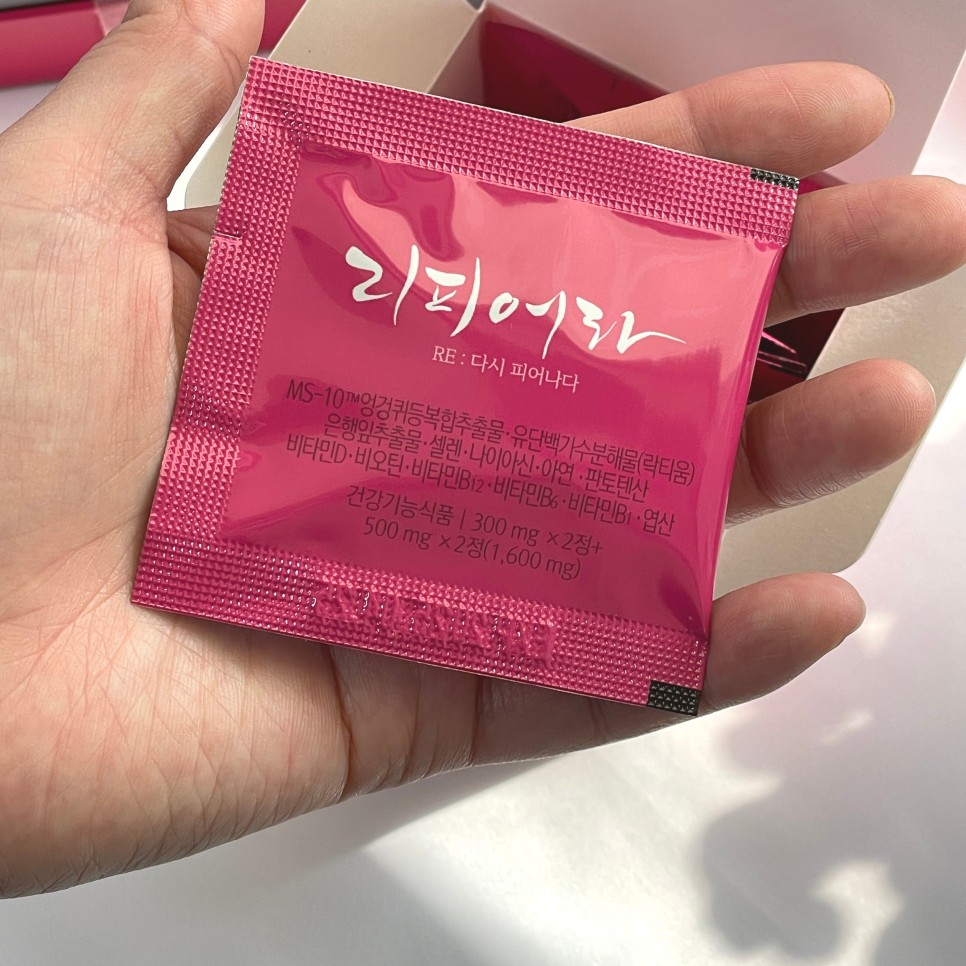 리피어라
RE : 다시 피어나다
MS-10™엉겅퀴등복합추출물·유단백가수분해물(락티움)
은행잎추출물·셀렌·나이아신·아연·판토텐산
비타민D·비오틴·비타민B12·비타민B6·비타민B1·엽산
건강기능식품 | 300 mg ×2정+
500 mg ×2정(1,600 mg)